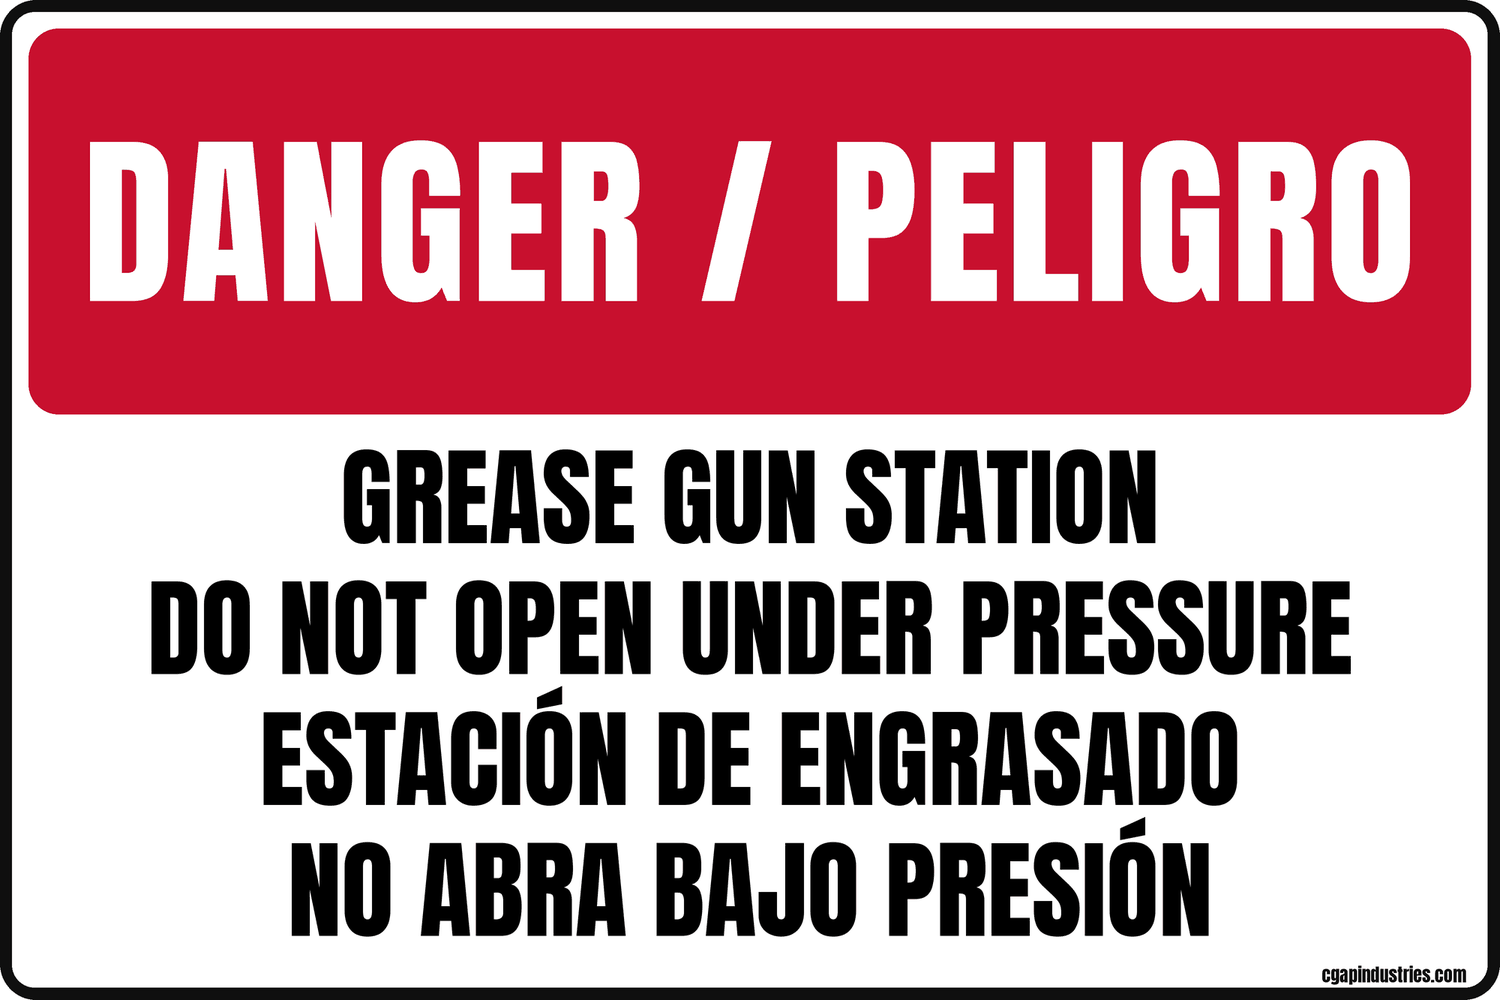 DANGER / PELIGRO
GREASE GUN STATION
DO NOT OPEN UNDER PRESSURE
ESTACIÓN DE ENGRASADO
NO ABRA BAJO PRESIÓN
cgapindustries.com